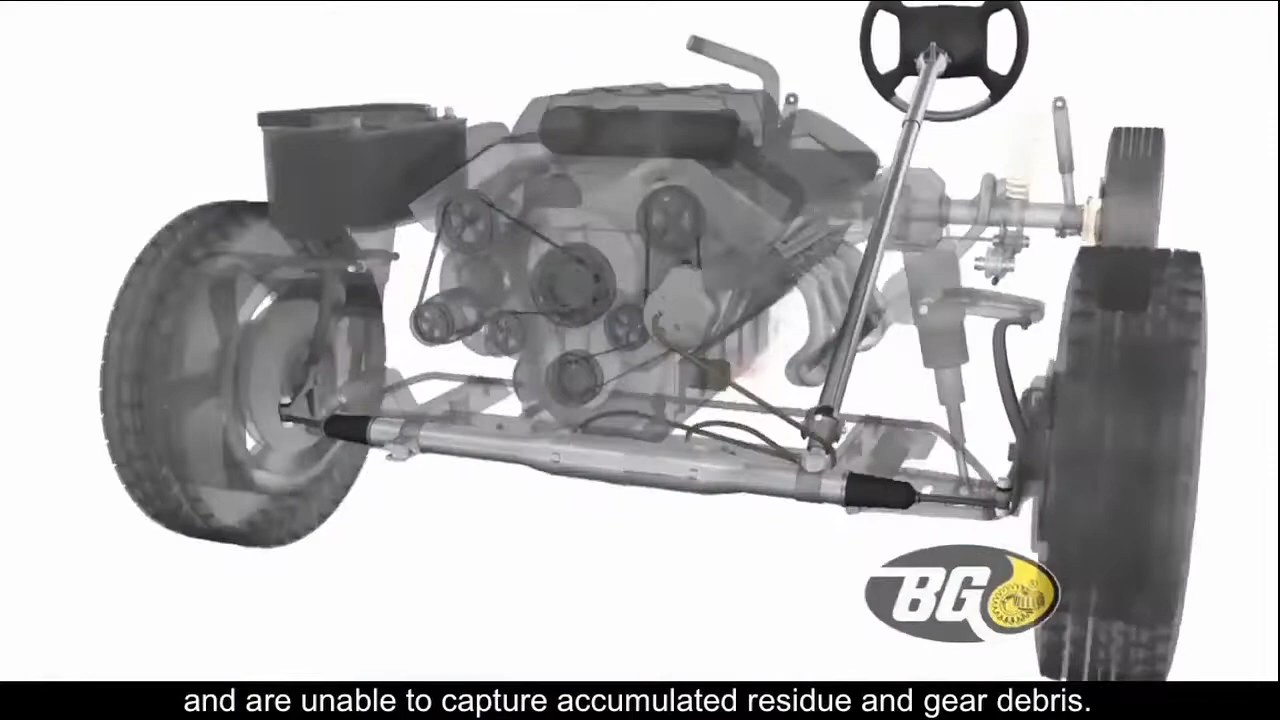 BG
and are unable to capture accumulated residue and gear debris.